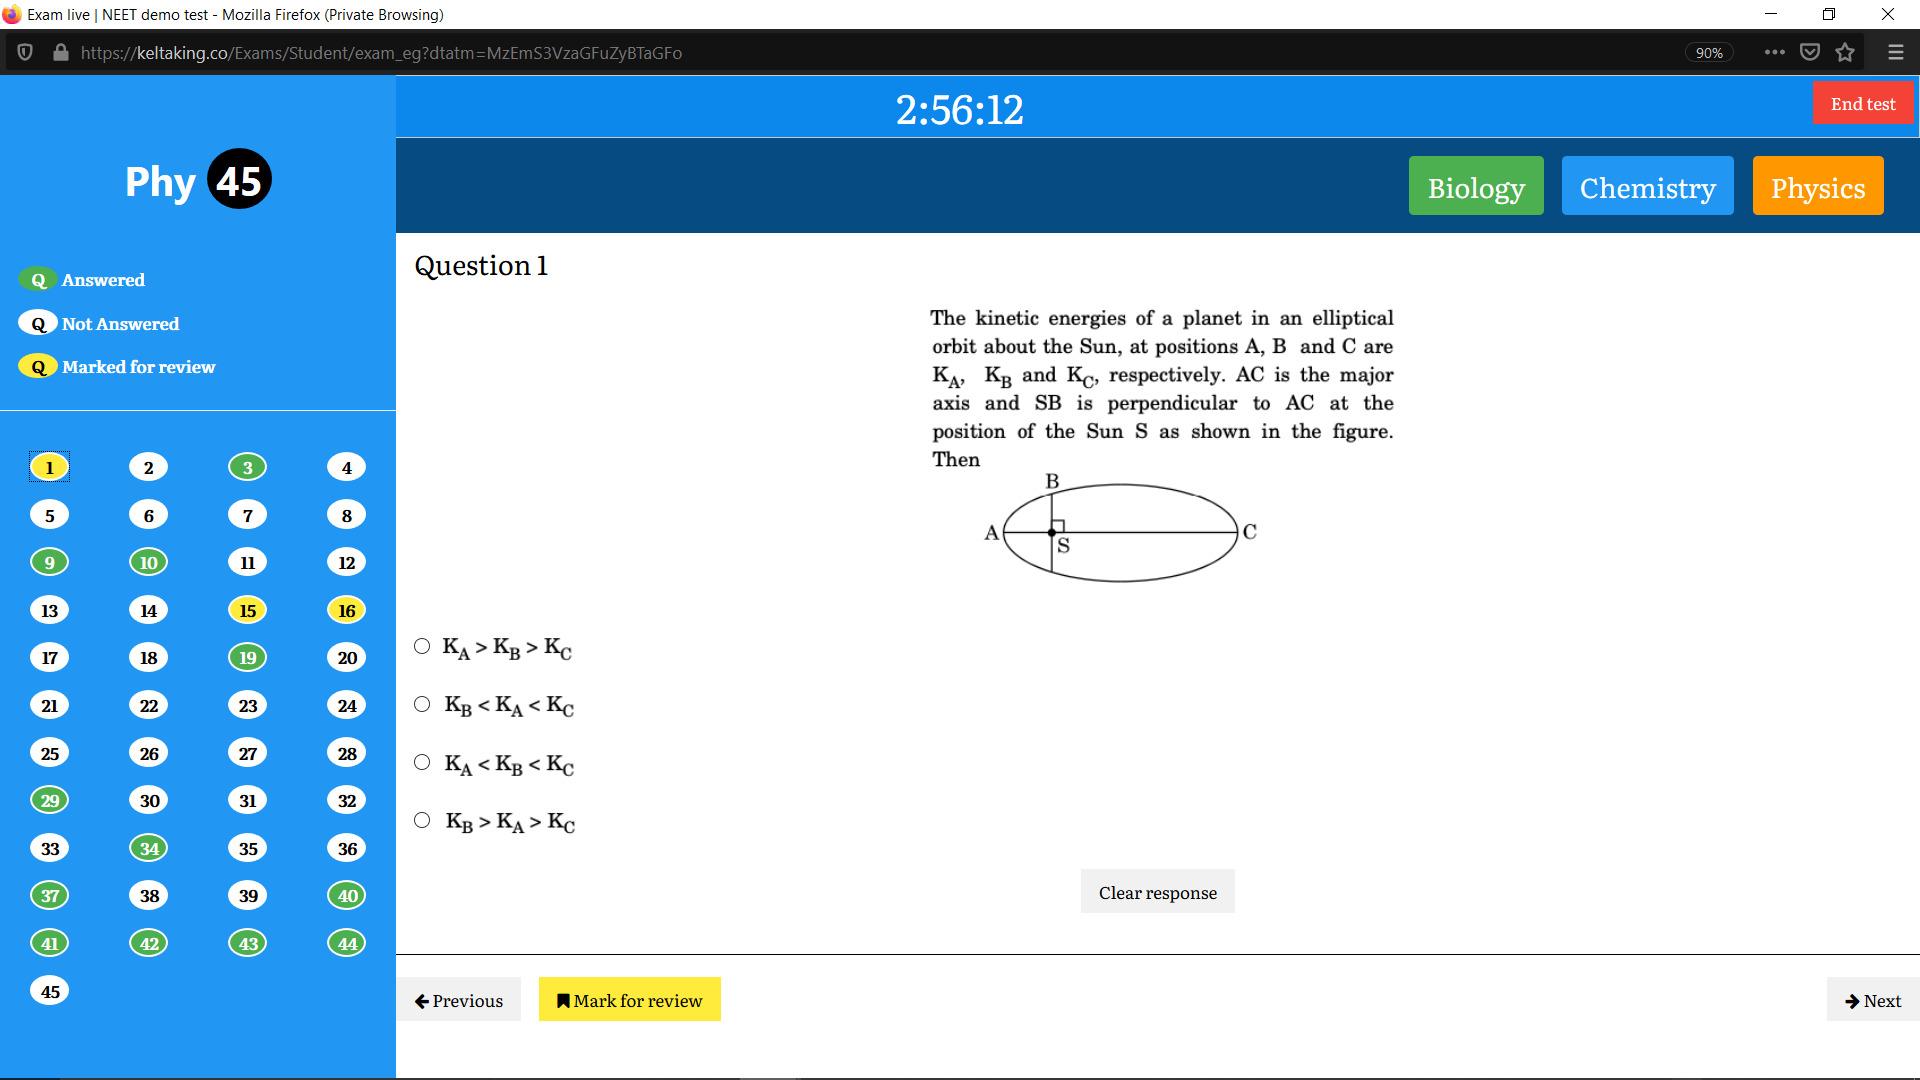 Exam live | NEET demo test - Mozilla Firefox (Private Browsing)
https://keltaking.co/Exams/Student/exam_eg?dtatm=MzEmS3VzaGFuZyBTaGFo
90%
2:56:12
End test
Phy 45
Biology
Chemistry
Physics
Q Answered
Q Not Answered
Q Marked for review
1 2 3 4
5 6 7 8
9 10 11 12
13 14 15 16
17 18 19 20
21 22 23 24
25 26 27 28
29 30 31 32
33 34 35 36
37 38 39 40
41 42 43 44
45
Question 1
The kinetic energies of a planet in an elliptical
orbit about the Sun, at positions A, B and C are
K_A, K_B and K_C, respectively. AC is the major
axis and SB is perpendicular to AC at the
position of the Sun S as shown in the figure.
Then
B
A
S
C
K_A > K_B > K_C
K_B < K_A < K_C
K_A < K_B < K_C
K_B > K_A > K_C
Clear response
Previous
Mark for review
Next